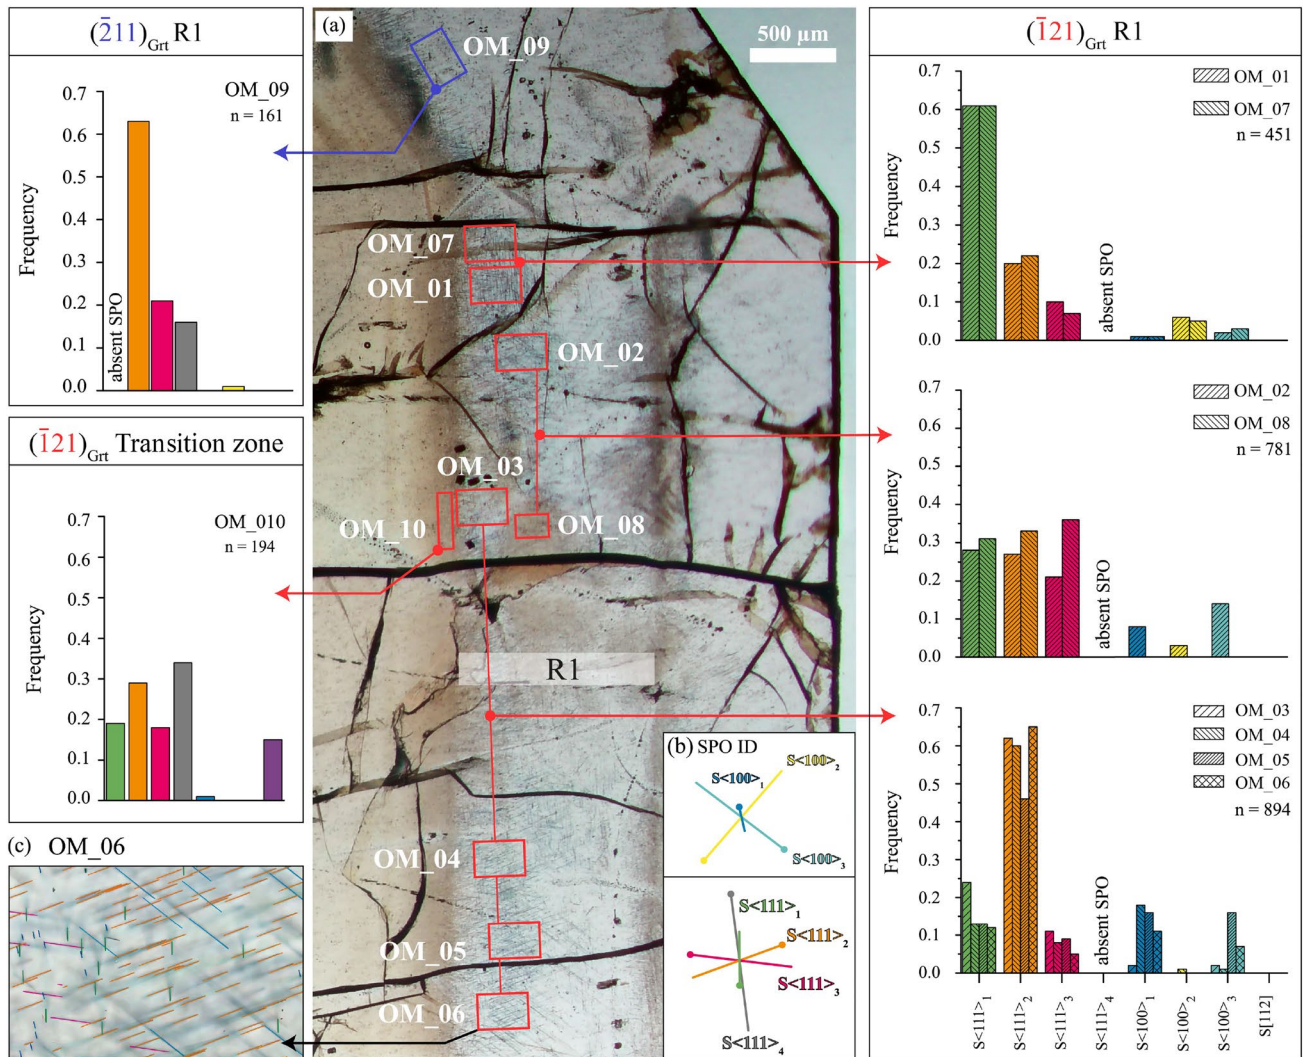 (2̄11)Grt R1
OM_09
n = 161
Frequency
0.7
0.6
0.5
0.4
0.3
0.2
0.1
0.0
absent SPO
(1̄21)Grt Transition zone
OM_010
n = 194
Frequency
0.7
0.6
0.5
0.4
0.3
0.2
0.1
0.0
(c) OM_06
(a)
OM_09
500 µm
OM_07
OM_01
OM_02
OM_03
OM_10
OM_08
R1
OM_04
OM_05
OM_06
(b) SPO ID
S<100>2
S<100>1
S<100>3
S<111>1
S<111>2
S<111>3
S<111>4
(1̄21)Grt R1
OM_01
OM_07
n = 451
Frequency
0.7
0.6
0.5
0.4
0.3
0.2
0.1
0.0
absent SPO
OM_02
OM_08
n = 781
Frequency
0.7
0.6
0.5
0.4
0.3
0.2
0.1
0.0
absent SPO
OM_03
OM_04
OM_05
OM_06
n = 894
Frequency
0.7
0.6
0.5
0.4
0.3
0.2
0.1
0.0
absent SPO
S<111>1
S<111>2
S<111>3
S<111>4
S<100>1
S<100>2
S<100>3
S[112]